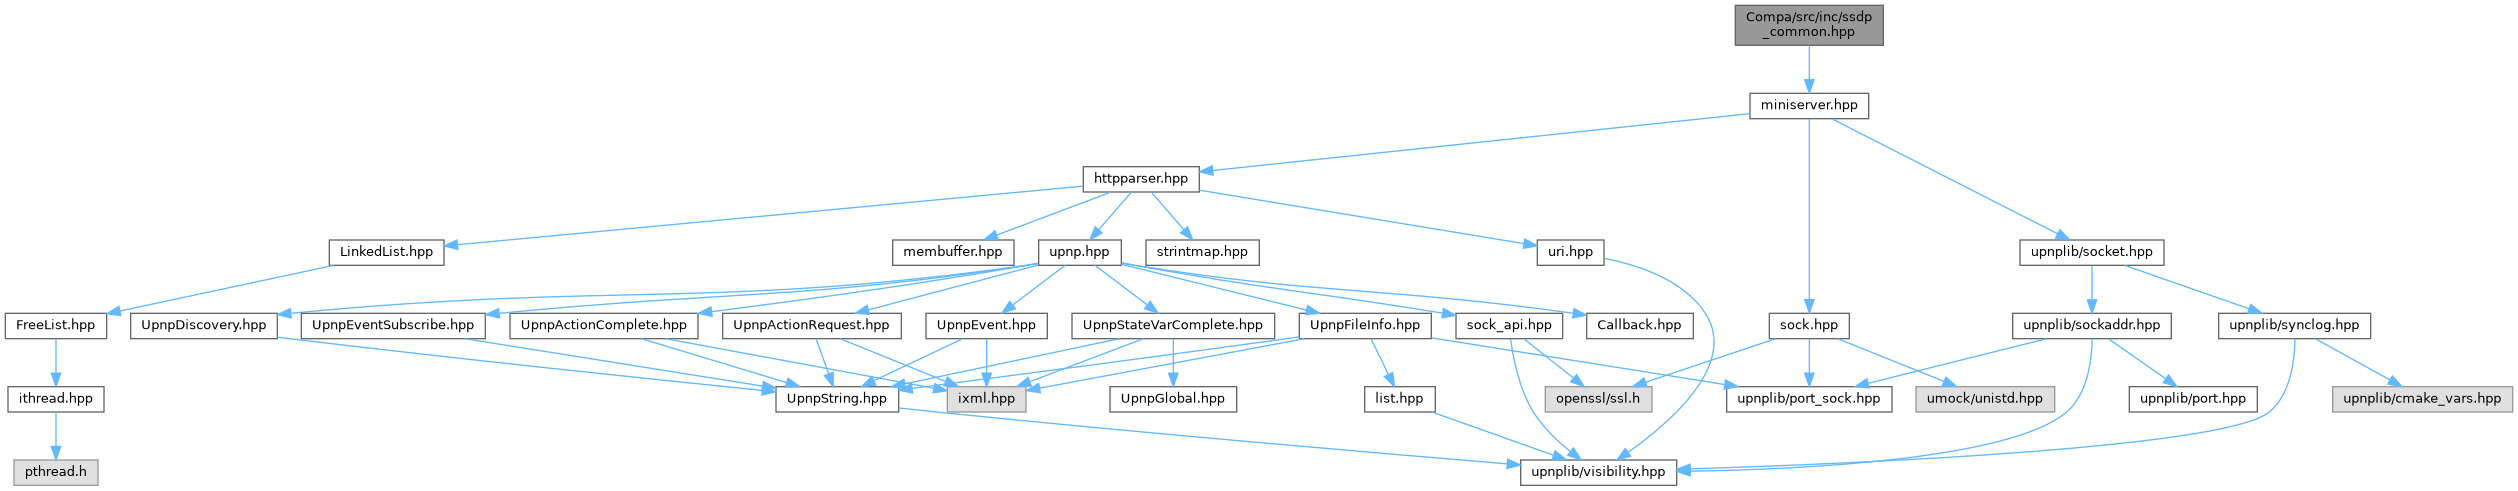 Compa/src/inc/ssdp
_common.hpp
miniserver.hpp
httpparser.hpp
LinkedList.hpp
membuffer.hpp
upnp.hpp
strintmap.hpp
uri.hpp
upnplib/socket.hpp
FreeList.hpp
UpnpDiscovery.hpp
UpnpEventSubscribe.hpp
UpnpActionComplete.hpp
UpnpActionRequest.hpp
UpnpEvent.hpp
UpnpStateVarComplete.hpp
UpnpFileInfo.hpp
sock_api.hpp
Callback.hpp
sock.hpp
upnplib/sockaddr.hpp
upnplib/synclog.hpp
ithread.hpp
UpnpString.hpp
ixml.hpp
UpnpGlobal.hpp
list.hpp
openssl/ssl.h
upnplib/port_sock.hpp
umock/unistd.hpp
upnplib/port.hpp
upnplib/cmake_vars.hpp
pthread.h
upnplib/visibility.hpp